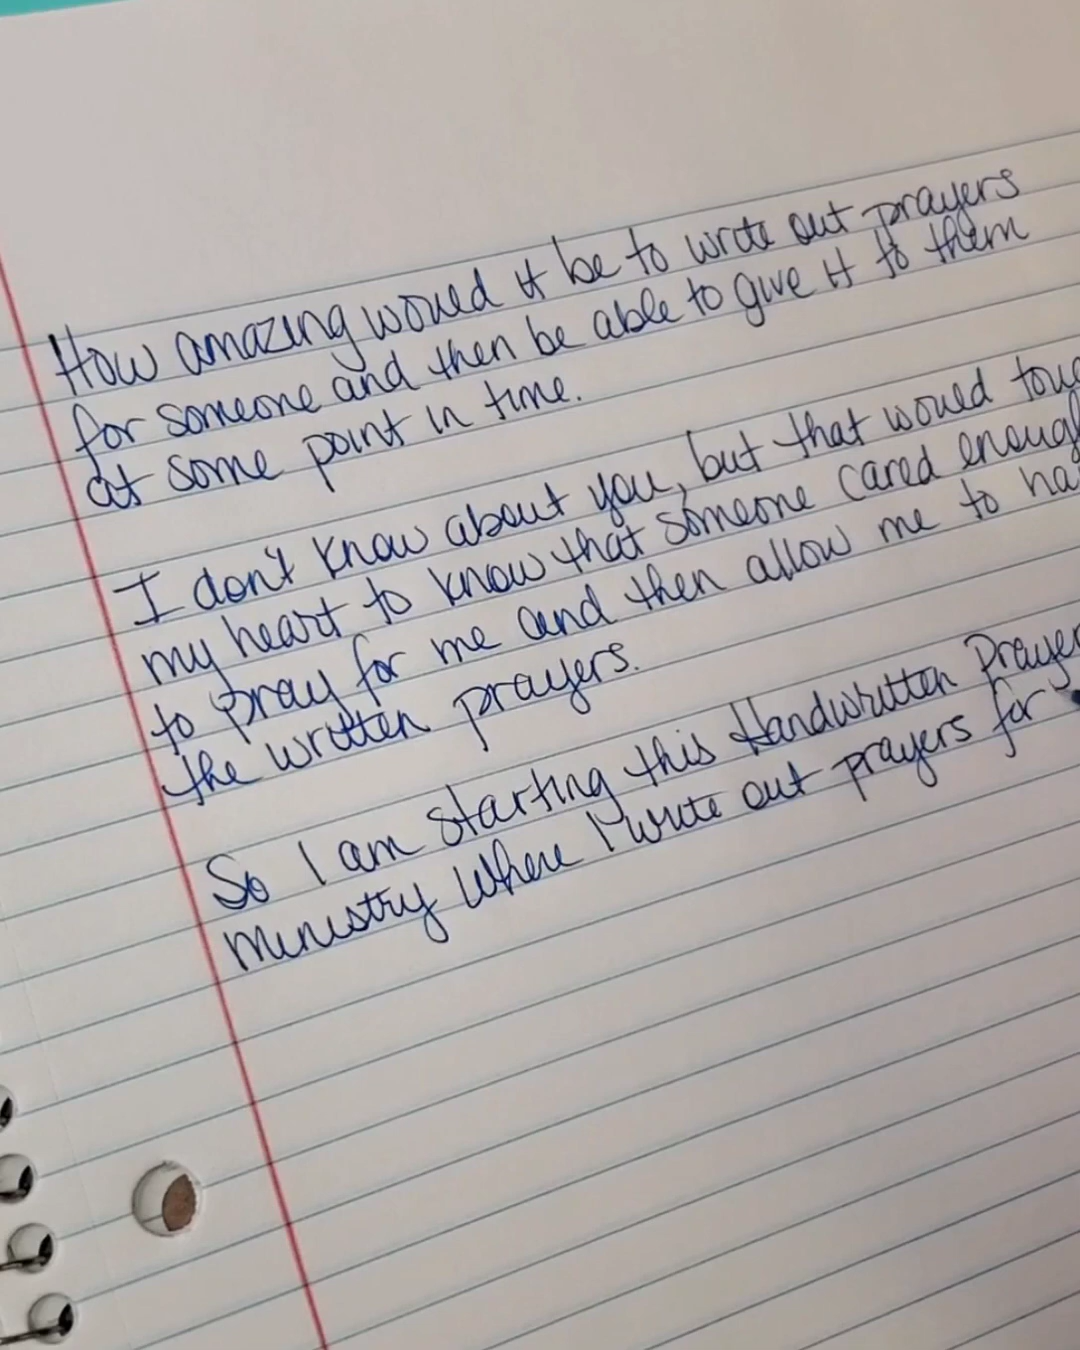 How amazing would it be to write out prayers
for someone and then be able to give it to them
at some point in time.
I don't know about you, but that would touc
my heart to know that someone cared enough
to pray for me and then allow me to ha
the written prayers.
So I am starting this Handwritten Prayer
ministry where I write out prayers for